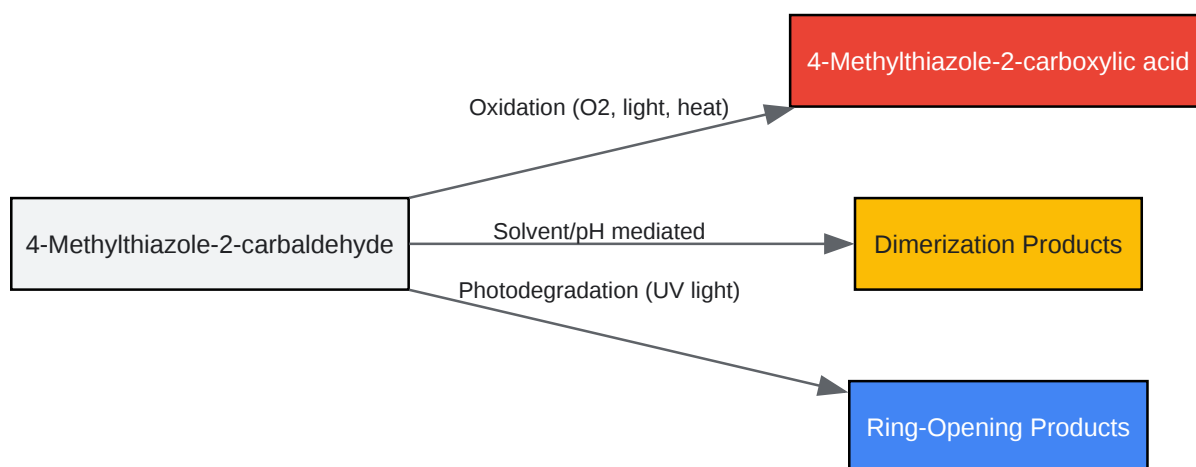 4-Methylthiazole-2-carboxylic acid
Oxidation (O2, light, heat)
4-Methylthiazole-2-carbaldehyde
Solvent/pH mediated
Dimerization Products
Photodegradation (UV light)
Ring-Opening Products